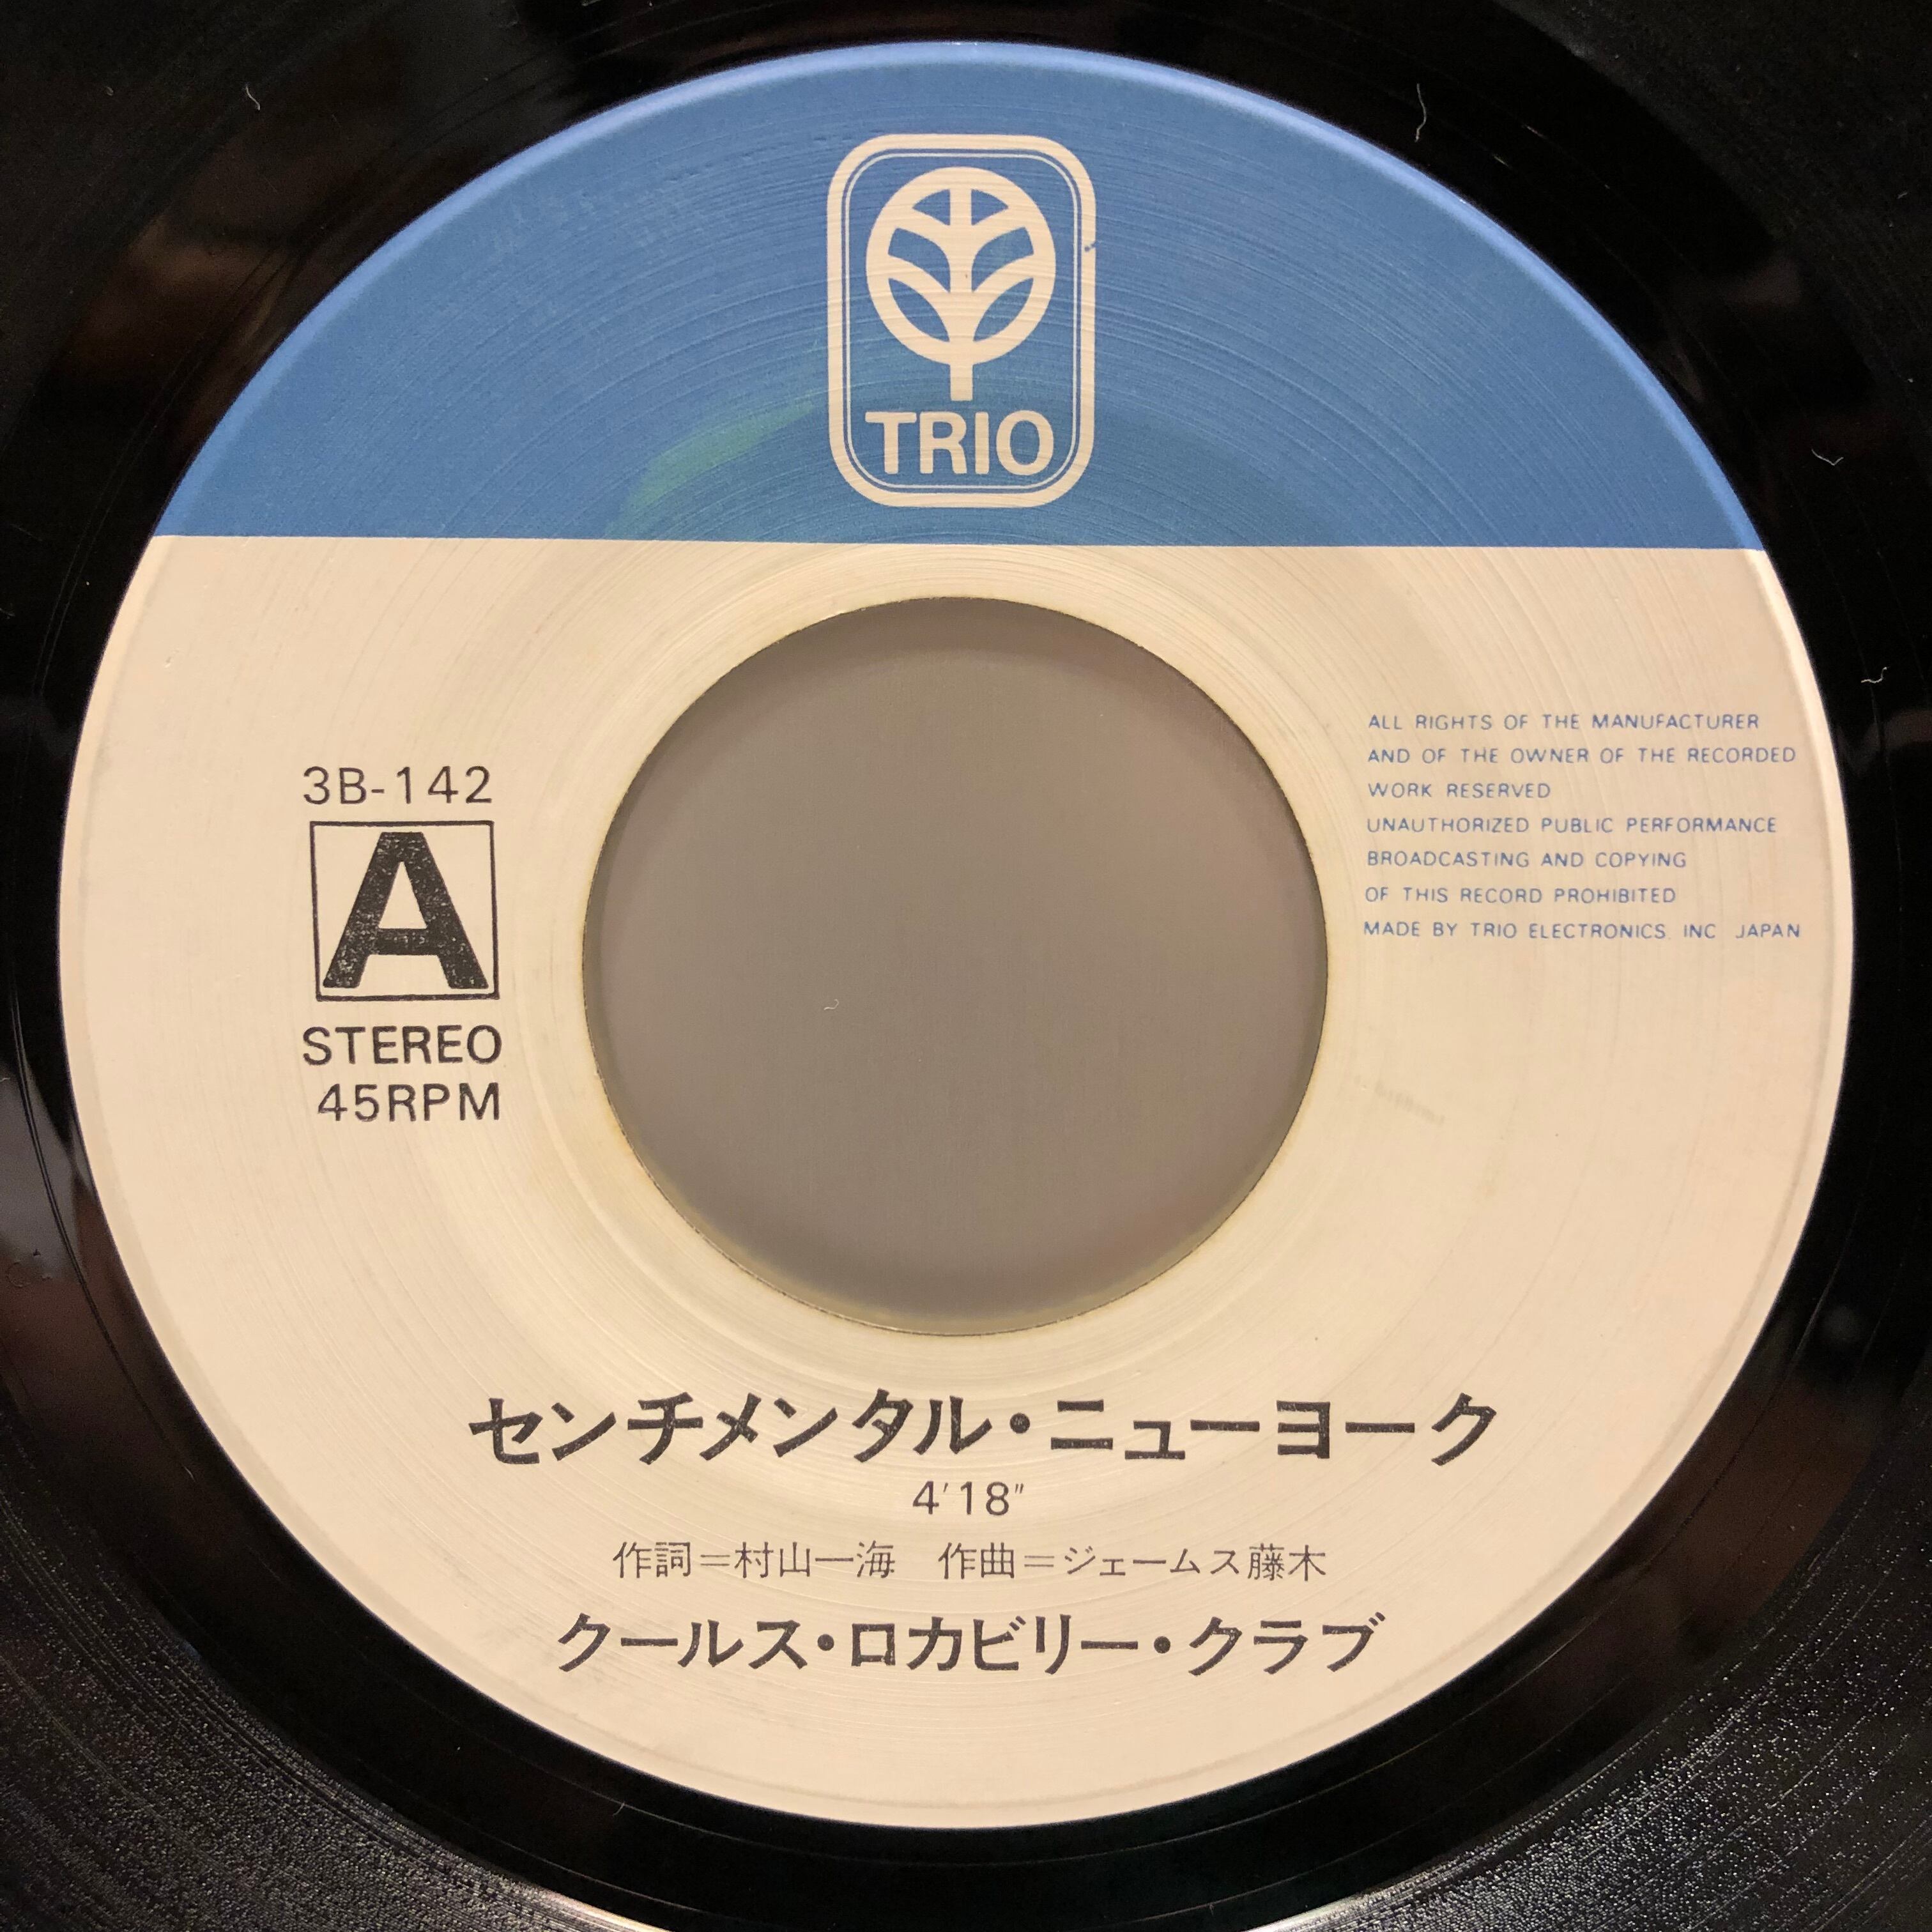 TRIO
3B-142
A
STEREO
45RPM
ALL RIGHTS OF THE MANUFACTURER
AND OF THE OWNER OF THE RECORDED
WORK RESERVED
UNAUTHORIZED PUBLIC PERFORMANCE
BROADCASTING AND COPYING
OF THIS RECORD PROHIBITED
MADE BY TRIO ELECTRONICS. INC. JAPAN
センチメンタル・ニューヨーク
4'18"
作詞=村山一海 作曲=ジェームス藤木
クールス・ロカビリー・クラブ